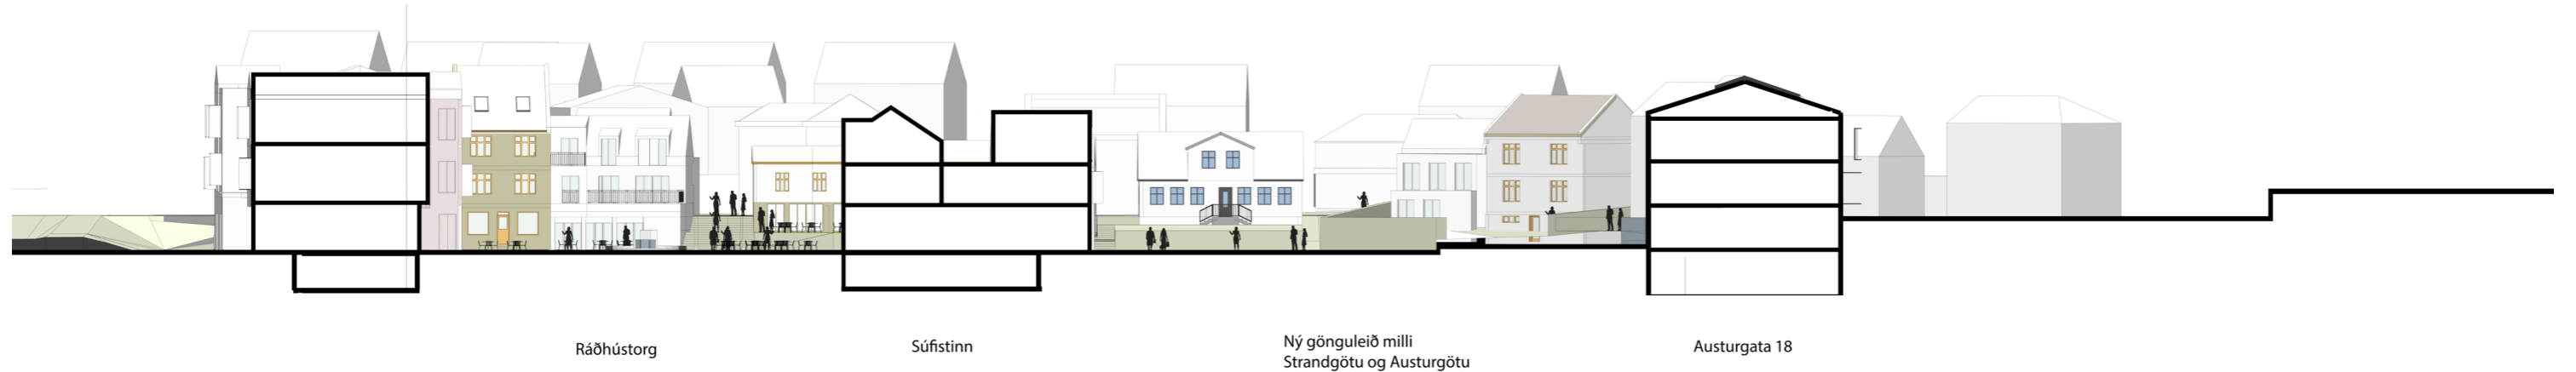 Ráðhústorg
Súfistinn
Ný gönguleið milli
Strandgötu og Austurgötu
Austurgata 18